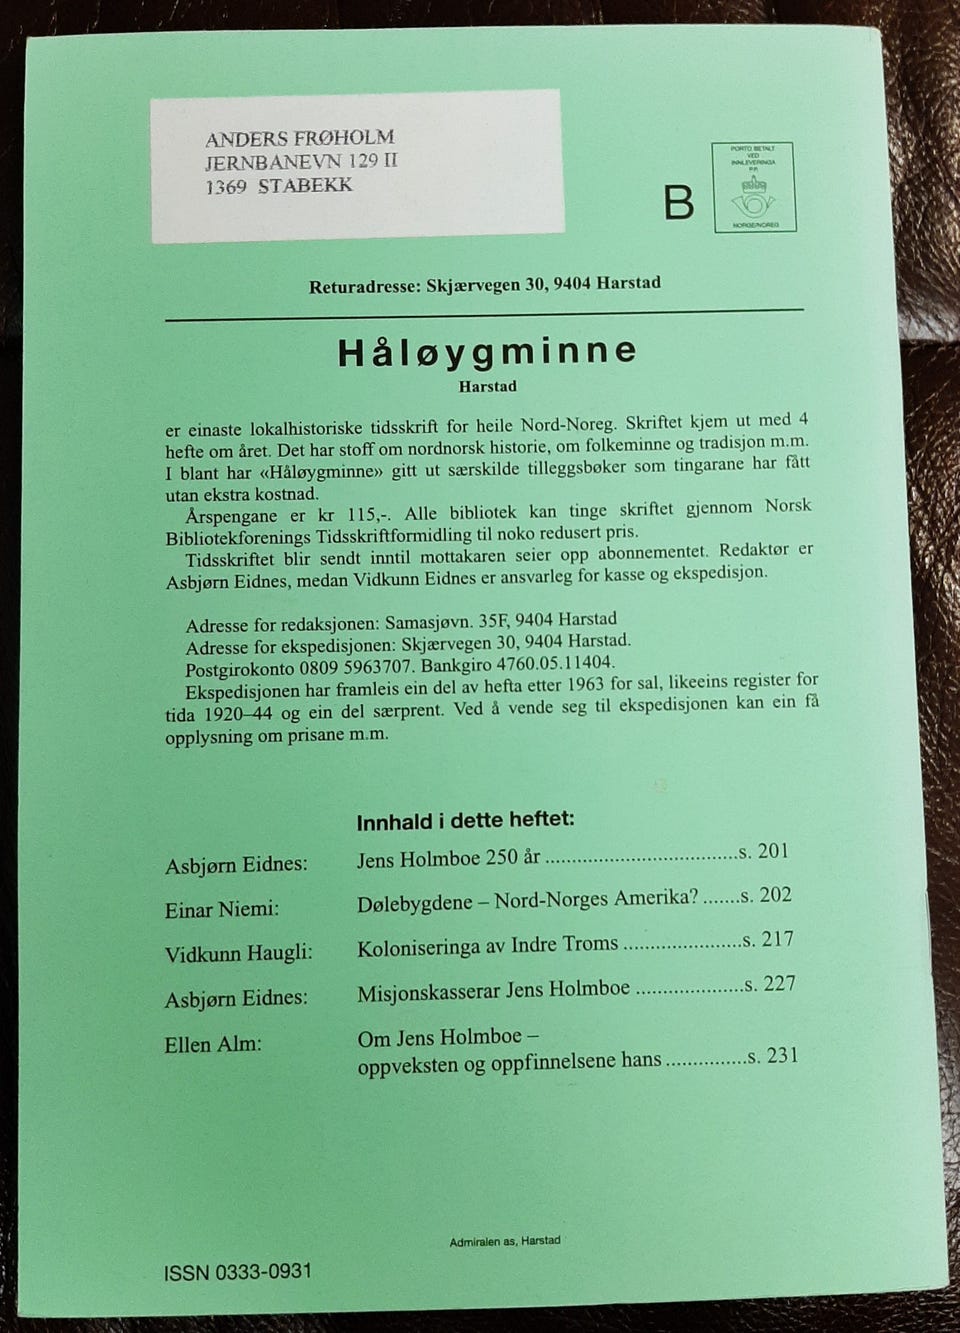 ANDERS FRØHOLM
JERNBANEVN 129 II
1369 STABEKK
B
PORTO BETALT
VED
INNLEVERINGA
P.P.
NORGE/NOREG
Returadresse: Skjærvegen 30, 9404 Harstad
Håløygminne
Harstad
er einaste lokalhistoriske tidsskrift for heile Nord-Noreg. Skriftet kjem ut med 4
hefte om året. Det har stoff om nordnorsk historie, om folkeminne og tradisjon m.m.
I blant har «Håløygminne» gitt ut særskilde tilleggsbøker som tingarane har fått
utan ekstra kostnad.
Årspengane er kr 115,-. Alle bibliotek kan tinge skriftet gjennom Norsk
Bibliotekforenings Tidsskriftformidling til noko redusert pris.
Tidsskriftet blir sendt inntil mottakaren seier opp abonnementet. Redaktør er
Asbjørn Eidnes, medan Vidkunn Eidnes er ansvarleg for kasse og ekspedisjon.
Adresse for redaksjonen: Samasjøvn. 35F, 9404 Harstad
Adresse for ekspedisjonen: Skjærvegen 30, 9404 Harstad.
Postgirokonto 0809 5963707. Bankgiro 4760.05.11404.
Ekspedisjonen har framleis ein del av hefta etter 1963 for sal, likeeins register for
tida 1920–44 og ein del særprent. Ved å vende seg til ekspedisjonen kan ein få
opplysning om prisane m.m.
Innhald i dette heftet:
Asbjørn Eidnes: Jens Holmboe 250 år ...................................s. 201
Einar Niemi: Dølebygdene – Nord-Norges Amerika? .......s. 202
Vidkunn Haugli: Koloniseringa av Indre Troms ......................s. 217
Asbjørn Eidnes: Misjonskasserar Jens Holmboe ....................s. 227
Ellen Alm: Om Jens Holmboe –
oppveksten og oppfinnelsene hans ...............s. 231
Admiralen as, Harstad
ISSN 0333-0931